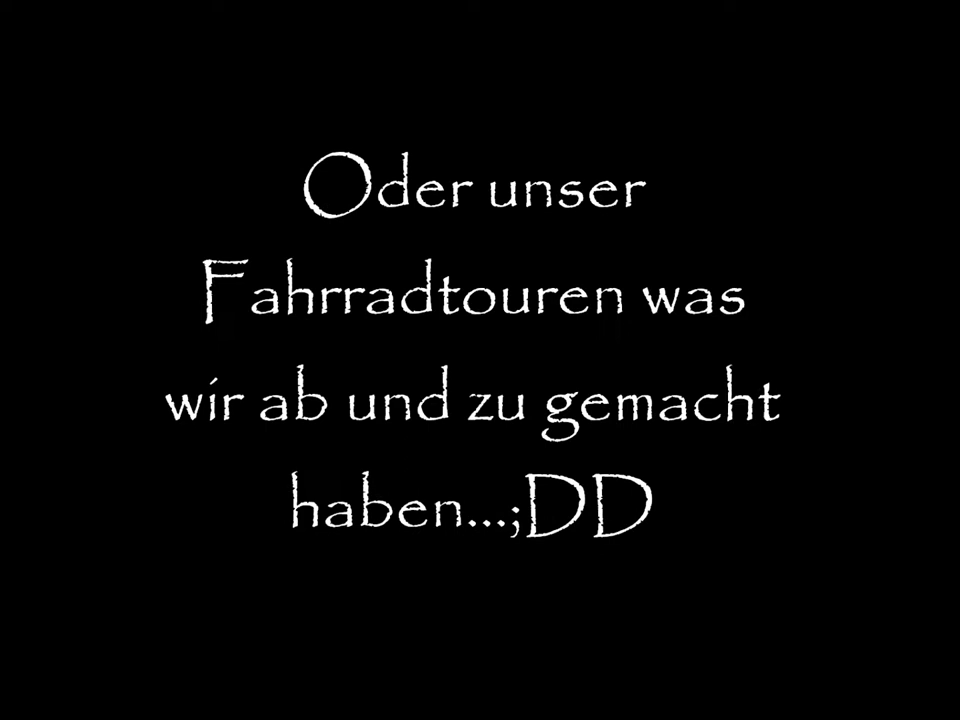 Oder unser
Fahrradtouren was
wir ab und zu gemacht
haben...;DD